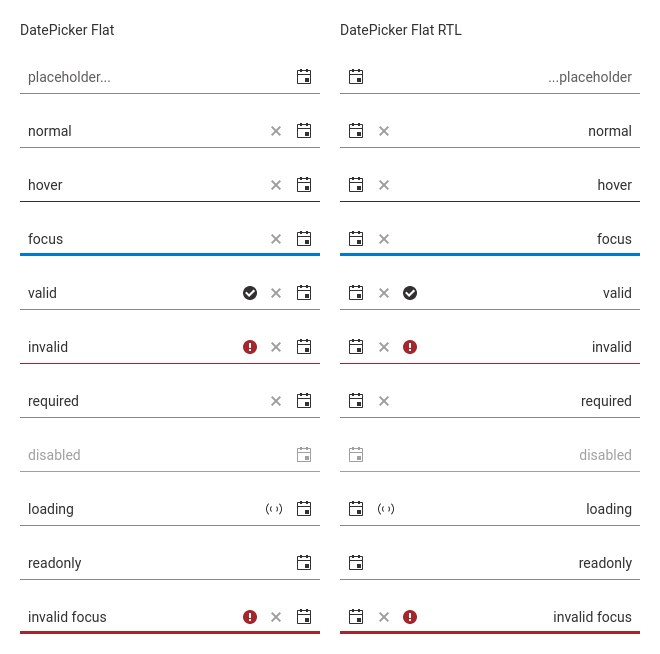 DatePicker Flat
placeholder...
normal
hover
focus
valid
invalid
required
disabled
loading
readonly
invalid focus
DatePicker Flat RTL
...placeholder
normal
hover
focus
valid
invalid
required
disabled
loading
readonly
invalid focus